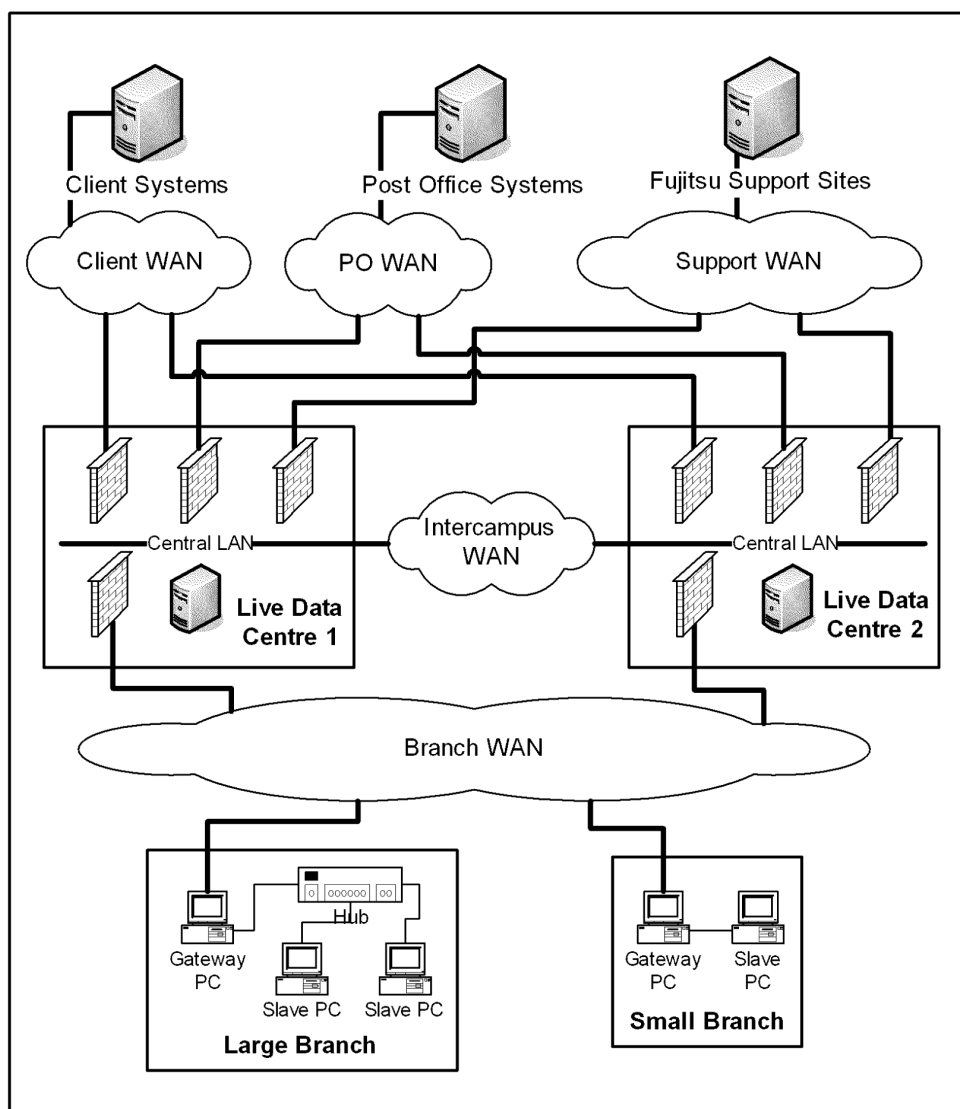 Client Systems
Post Office Systems
Fujitsu Support Sites
Client WAN
PO WAN
Support WAN
Central LAN
Live Data
Centre 1
Intercampus
WAN
Central LAN
Live Data
Centre 2
Branch WAN
Hub
Gateway
PC
Slave PC
Slave PC
Large Branch
Gateway
PC
Slave
PC
Small Branch